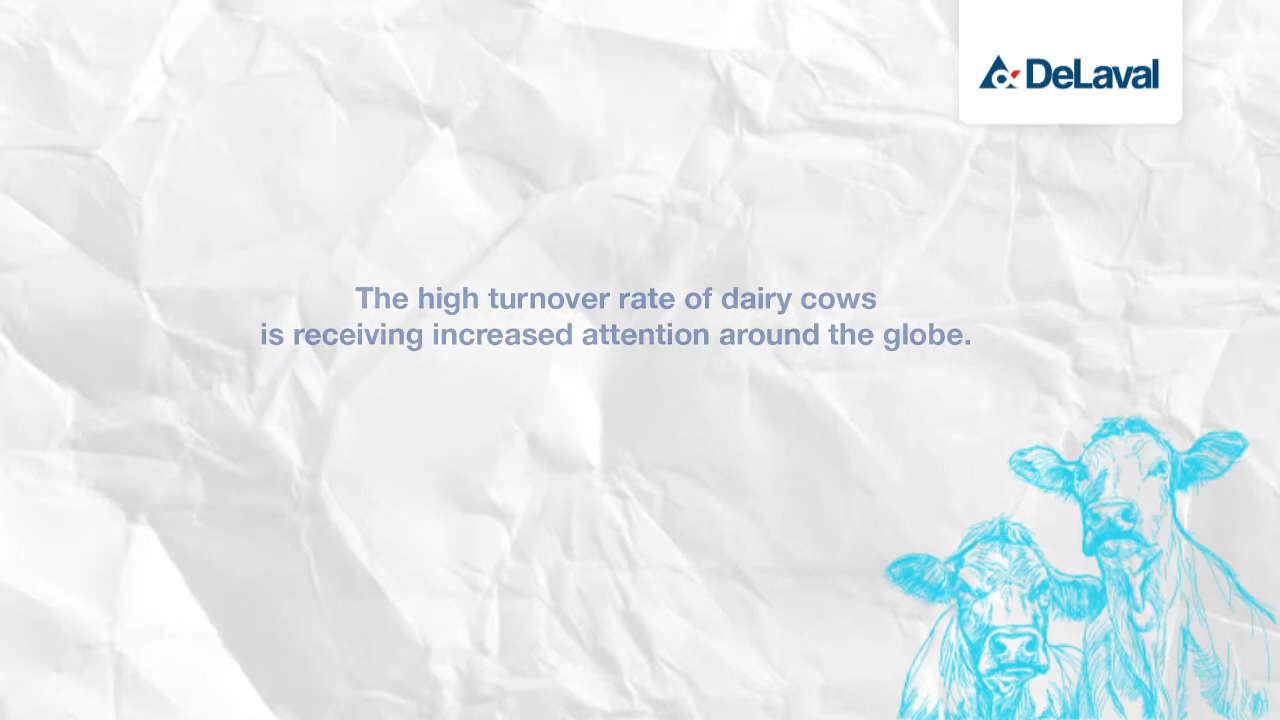 DeLaval
The high turnover rate of dairy cows
is receiving increased attention around the globe.